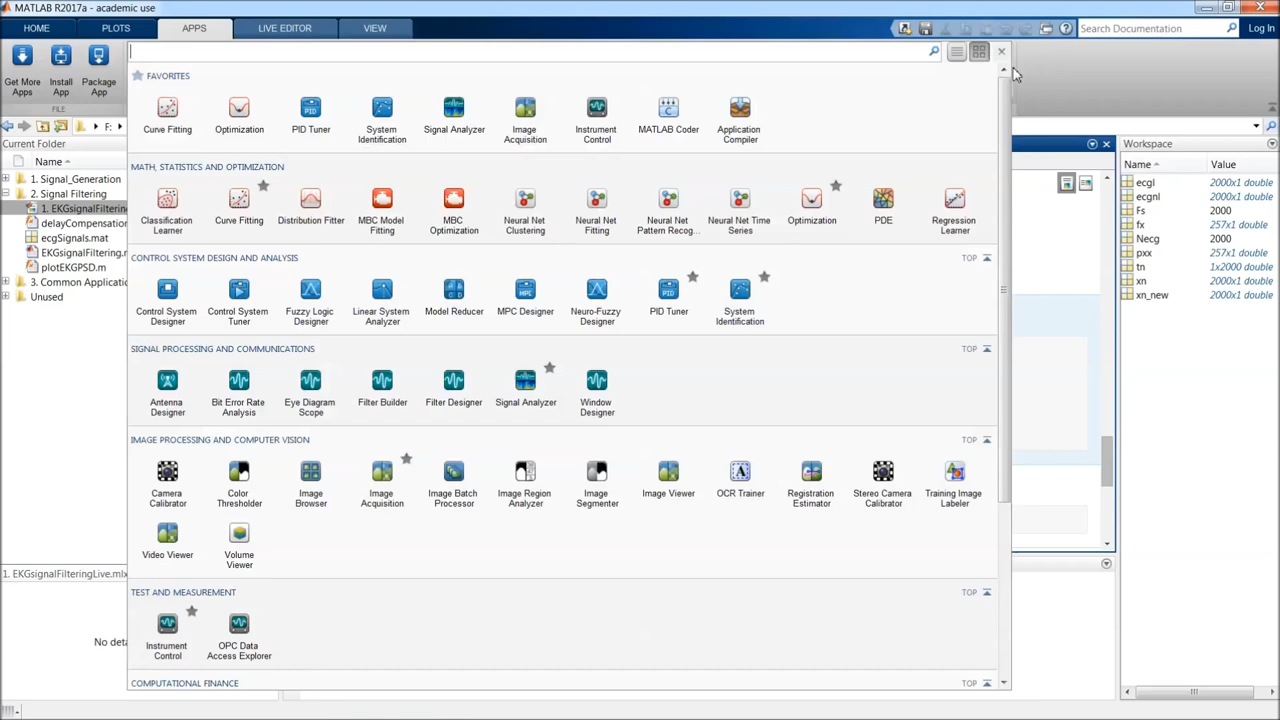 MATLAB R2017a - academic use
HOME PLOTS APPS LIVE EDITOR VIEW Search Documentation Log In
Get More Apps
Install App
Package App
FILE
F:
Current Folder
Name
1. Signal_Generation
2. Signal Filtering
1. EKGsignalFiltering
delayCompensation
ecgSignals.mat
EKGsignalFiltering.m
plotEKGPSD.m
3. Common Applicatio
Unused
1. EKGsignalFilteringLive.mlx
No deta
FAVORITES
Curve Fitting
Optimization
PID Tuner
System Identification
Signal Analyzer
Image Acquisition
Instrument Control
MATLAB Coder
Application Compiler
MATH, STATISTICS AND OPTIMIZATION
Classification Learner
Curve Fitting
Distribution Fitter
MBC Model Fitting
MBC Optimization
Neural Net Clustering
Neural Net Fitting
Neural Net Pattern Recog...
Neural Net Time Series
Optimization
PDE
Regression Learner
CONTROL SYSTEM DESIGN AND ANALYSIS TOP
Control System Designer
Control System Tuner
Fuzzy Logic Designer
Linear System Analyzer
Model Reducer
MPC Designer
Neuro-Fuzzy Designer
PID Tuner
System Identification
SIGNAL PROCESSING AND COMMUNICATIONS TOP
Antenna Designer
Bit Error Rate Analysis
Eye Diagram Scope
Filter Builder
Filter Designer
Signal Analyzer
Window Designer
IMAGE PROCESSING AND COMPUTER VISION TOP
Camera Calibrator
Color Thresholder
Image Browser
Image Acquisition
Image Batch Processor
Image Region Analyzer
Image Segmenter
Image Viewer
OCR Trainer
Registration Estimator
Stereo Camera Calibrator
Training Image Labeler
Video Viewer
Volume Viewer
TEST AND MEASUREMENT TOP
Instrument Control
OPC Data Access Explorer
COMPUTATIONAL FINANCE TOP
Workspace
Name Value
ecgl 2000x1 double
ecgnl 2000x1 double
Fs 2000
fx 257x1 double
Necg 2000
pxx 257x1 double
tn 1x2000 double
xn 2000x1 double
xn_new 2000x1 double